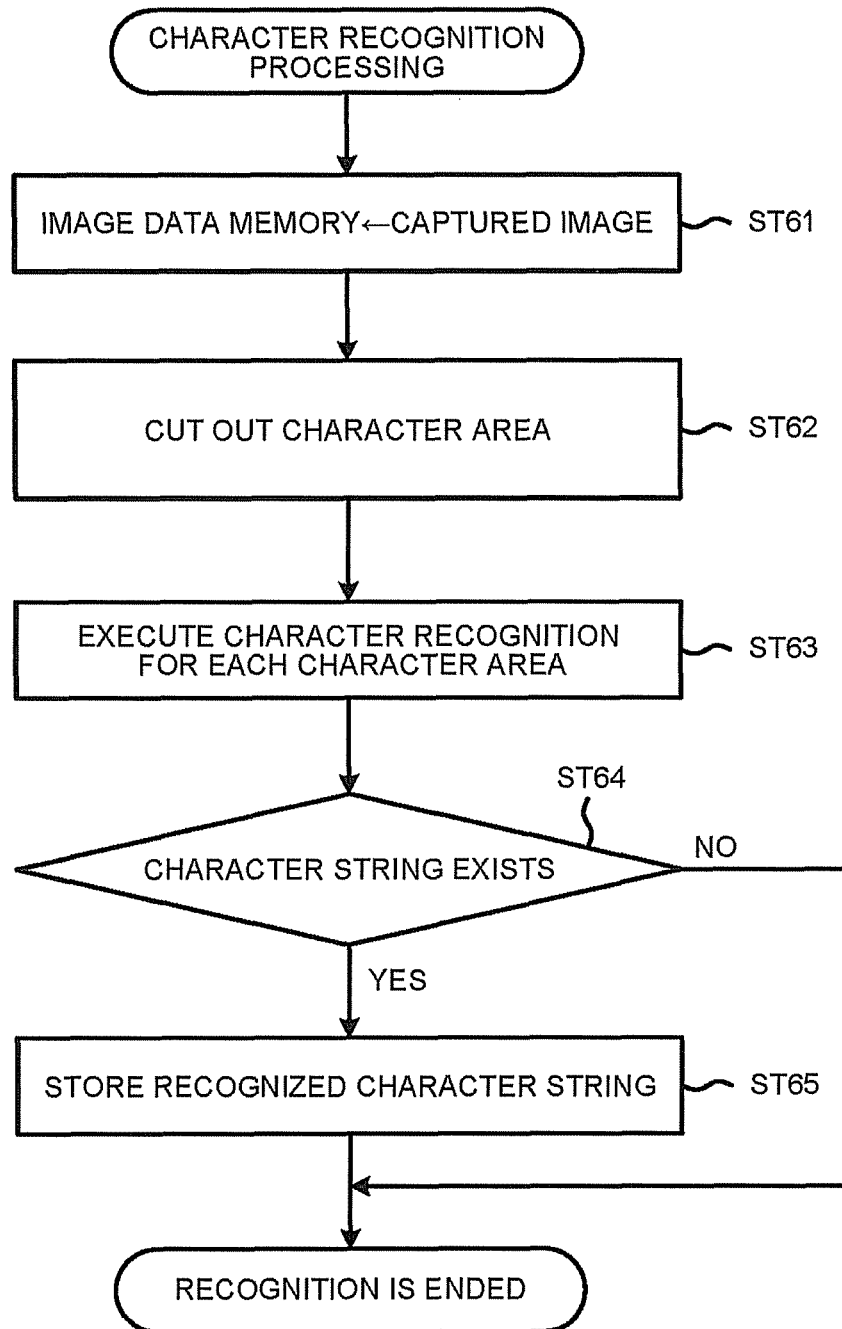 CHARACTER RECOGNITION
PROCESSING
IMAGE DATA MEMORY←CAPTURED IMAGE
ST61
CUT OUT CHARACTER AREA
ST62
EXECUTE CHARACTER RECOGNITION
FOR EACH CHARACTER AREA
ST63
ST64
CHARACTER STRING EXISTS
NO
YES
STORE RECOGNIZED CHARACTER STRING
ST65
RECOGNITION IS ENDED